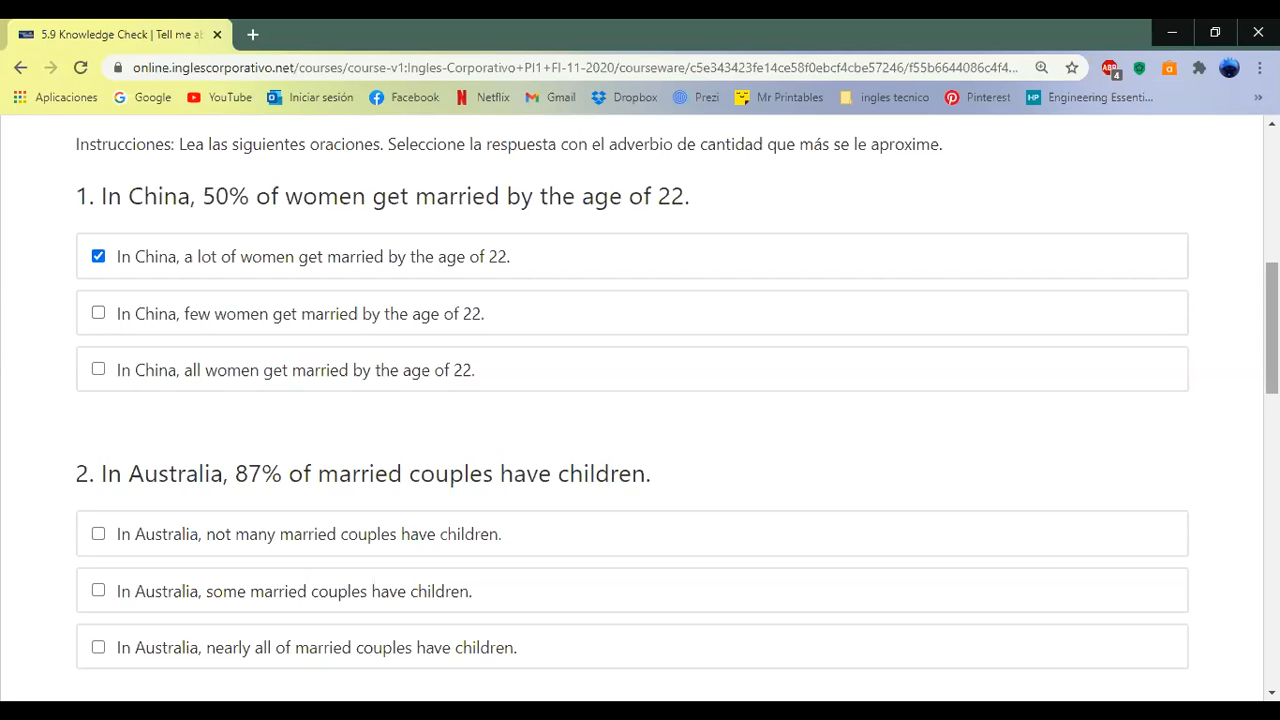 5.9 Knowledge Check | Tell me ab
online.inglescorporativo.net/courses/course-v1:Ingles-Corporativo+PI1+FI-11-2020/courseware/c5e343423fe14ce58f0ebcf4cbe57246/f55b6644086c4f4...
ABP 4
Aplicaciones Google YouTube Iniciar sesión Facebook Netflix Gmail Dropbox Prezi Mr Printables ingles tecnico Pinterest HP Engineering Essenti... »
Instrucciones: Lea las siguientes oraciones. Seleccione la respuesta con el adverbio de cantidad que más se le aproxime.
1. In China, 50% of women get married by the age of 22.
In China, a lot of women get married by the age of 22.
In China, few women get married by the age of 22.
In China, all women get married by the age of 22.
2. In Australia, 87% of married couples have children.
In Australia, not many married couples have children.
In Australia, some married couples have children.
In Australia, nearly all of married couples have children.